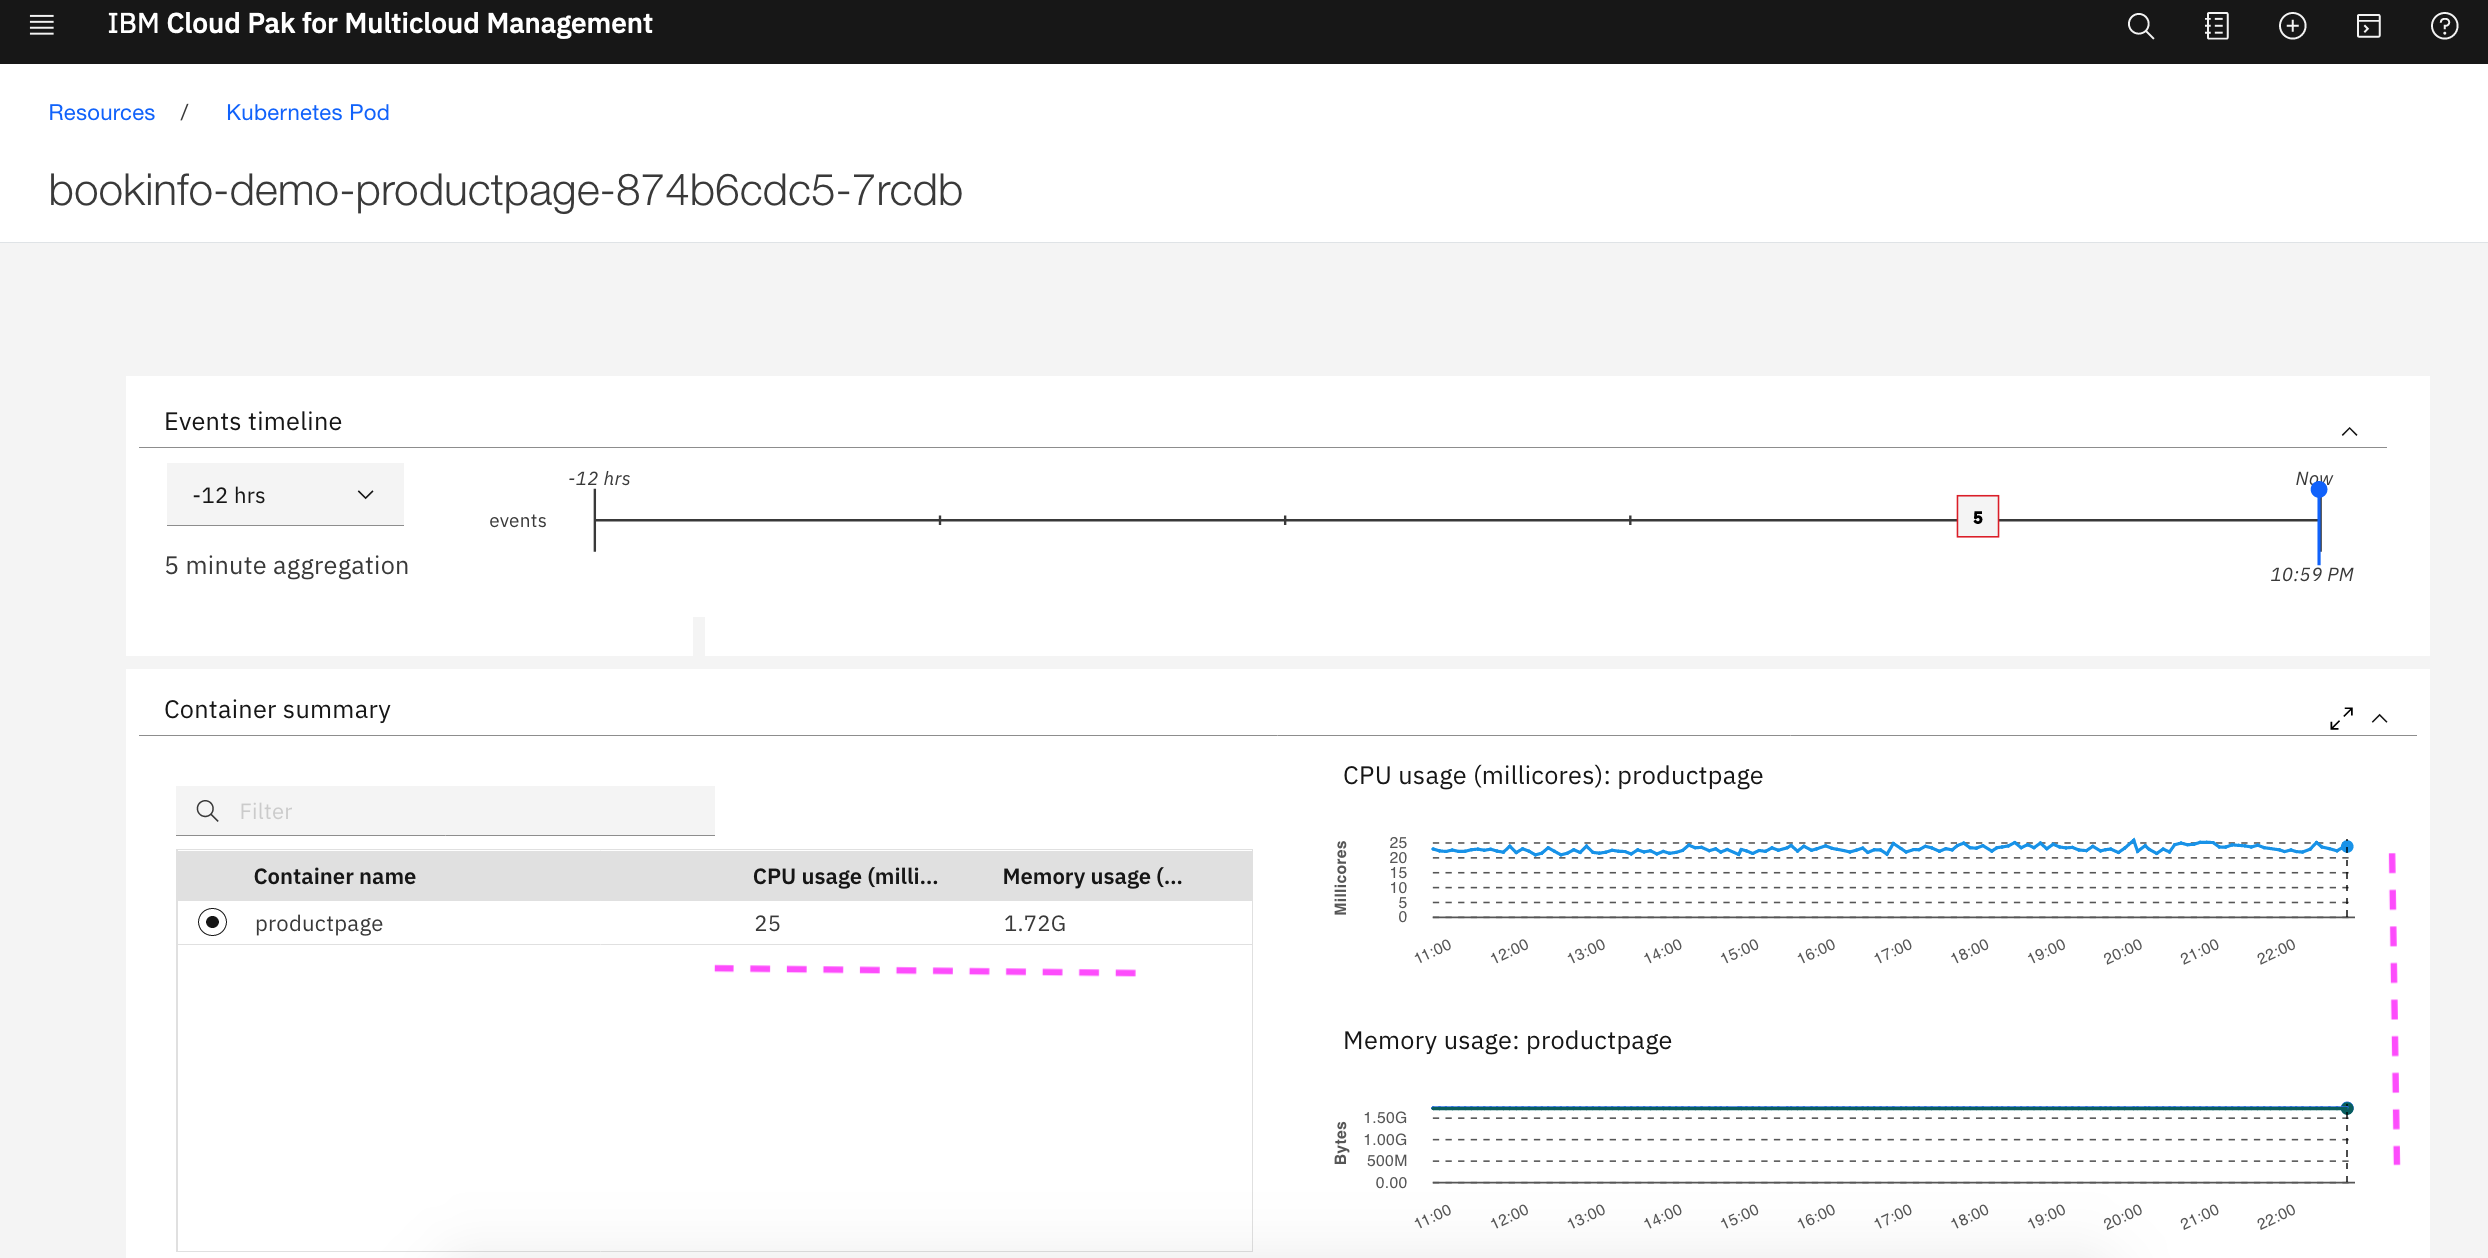 IBM Cloud Pak for Multicloud Management
Resources / Kubernetes Pod
bookinfo-demo-productpage-874b6cdc5-7rcdb
Events timeline
-12 hrs
5 minute aggregation
-12 hrs
Now
events
5
10:59 PM
Container summary
Filter
Container name CPU usage (milli... Memory usage (...
productpage 25 1.72G
CPU usage (millicores): productpage
Millicores
25
20
15
10
5
0
11:00 12:00 13:00 14:00 15:00 16:00 17:00 18:00 19:00 20:00 21:00 22:00
Memory usage: productpage
Bytes
1.50G
1.00G
500M
0.00
11:00 12:00 13:00 14:00 15:00 16:00 17:00 18:00 19:00 20:00 21:00 22:00